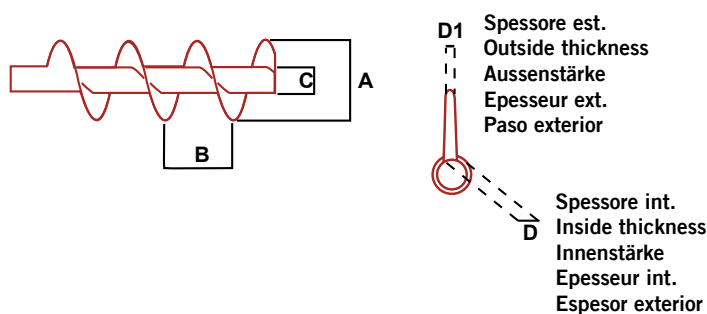 C
A
B
D1
Spessore est.
Outside thickness
Aussenstärke
Epesseur ext.
Paso exterior
D
Spessore int.
Inside thickness
Innenstärke
Epesseur int.
Espesor exterior